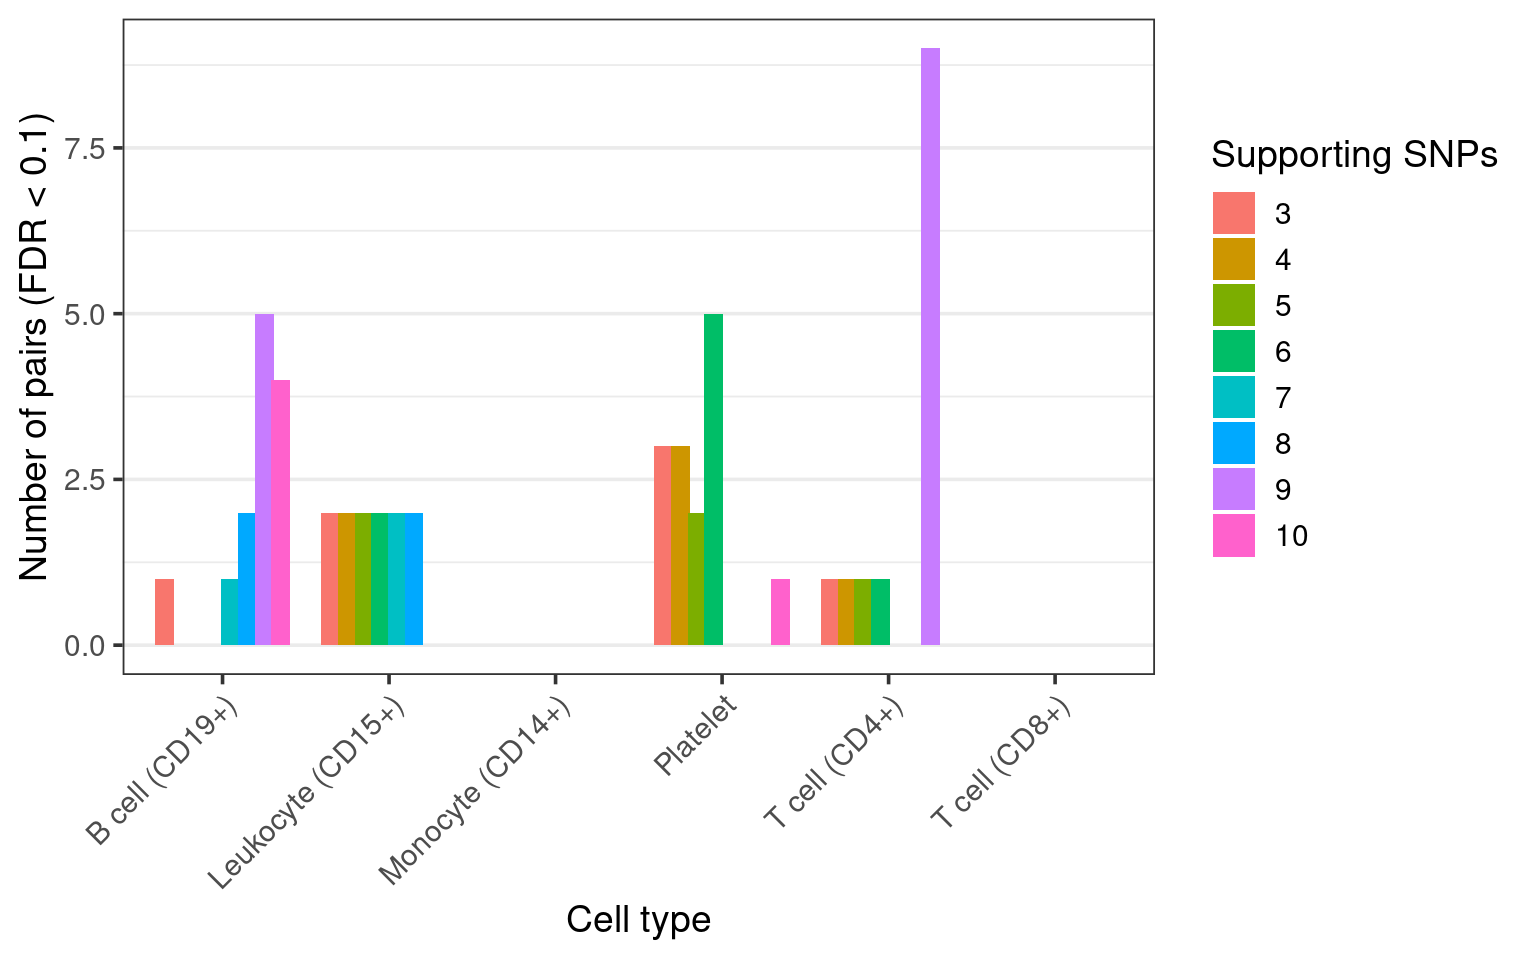 Number of pairs (FDR < 0.1)
7.5
5.0
2.5
0.0
B cell (CD19+)
Leukocyte (CD15+)
Monocyte (CD14+)
Platelet
T cell (CD4+)
T cell (CD8+)
Cell type
Supporting SNPs
3
4
5
6
7
8
9
10